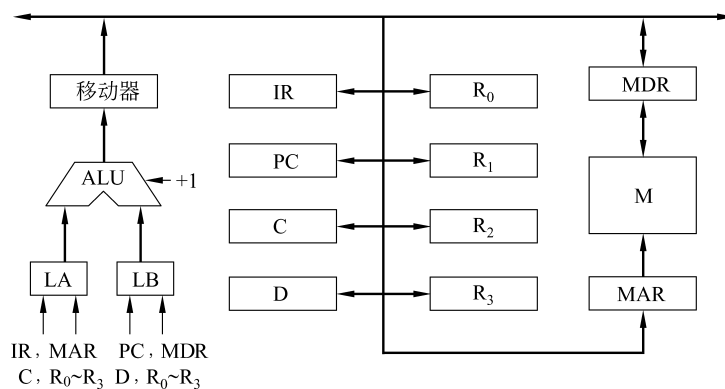 移动器
IR
R₀
MDR
ALU
+1
PC
R₁
M
C
R₂
LA
LB
D
R₃
MAR
IR，MAR
PC，MDR
C，R₀~R₃
D，R₀~R₃